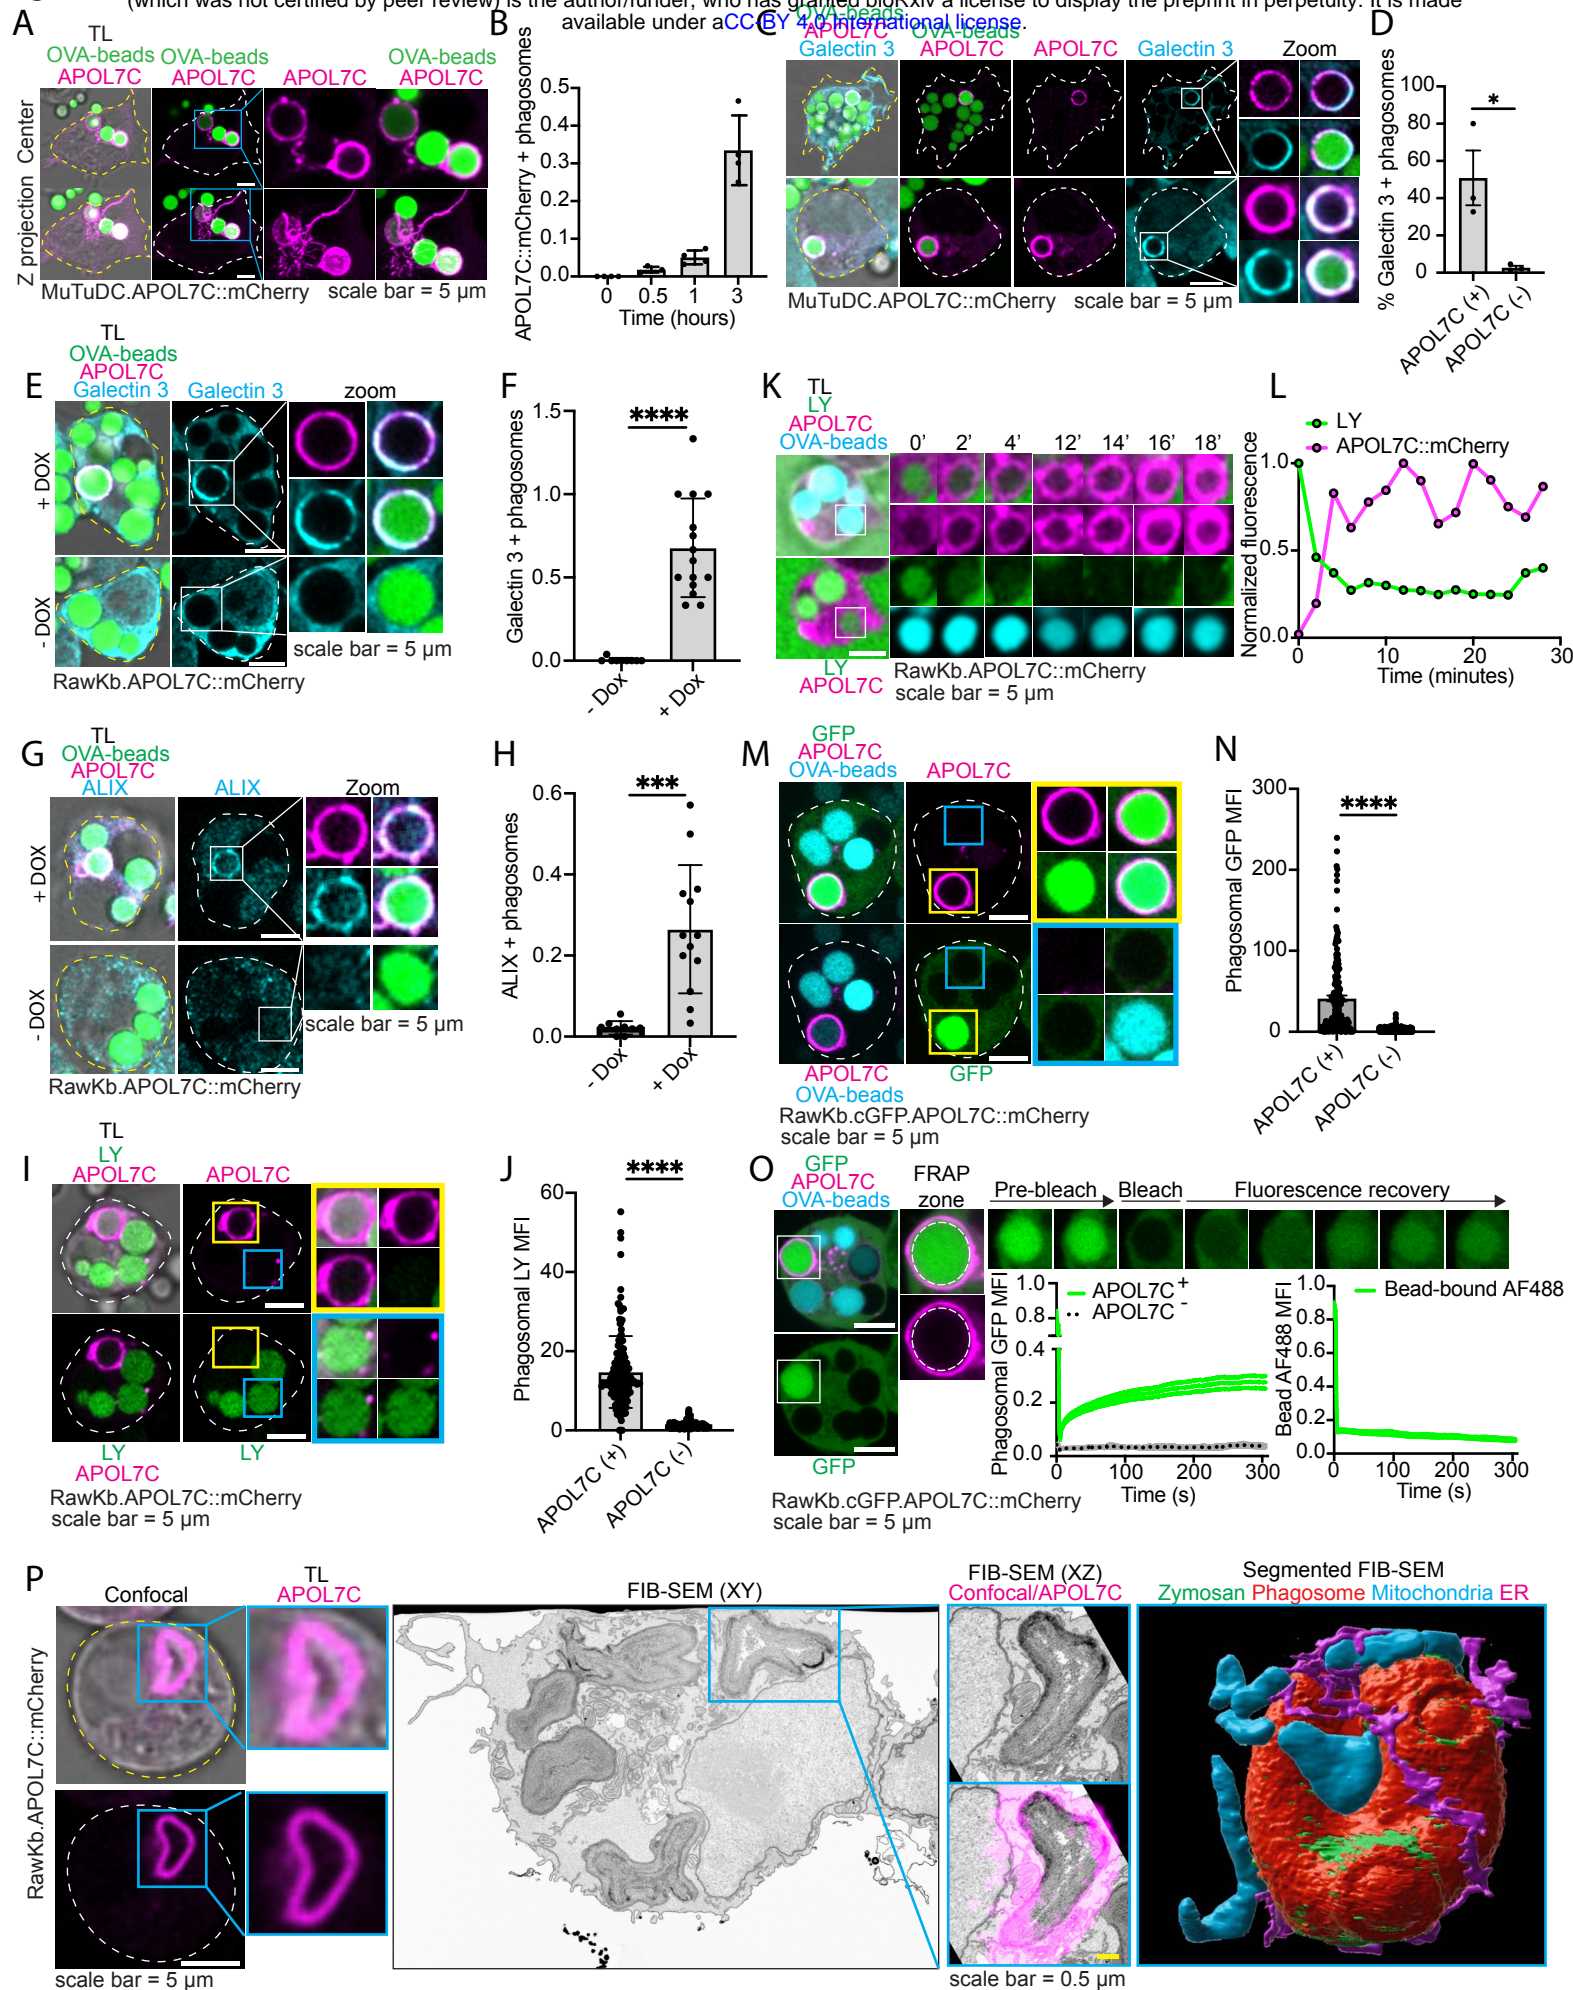 (which was not certified by peer review) is the author/funder, who has granted bioRxiv a license to display the preprint in perpetuity. It is made
available under aCC-BY 4.0 International license.
A
TL
OVA-beads
APOL7C
OVA-beads
APOL7C
APOL7C
OVA-beads
APOL7C
Center
Z projection
MuTuDC.APOL7C::mCherry
scale bar = 5 µm
B
APOL7C::mCherry + phagosomes
0.5
0.4
0.3
0.2
0.1
0.0
0
0.5
1
3
Time (hours)
C
OVA-beads
APOL7C
Galectin 3
OVA-beads
APOL7C
APOL7C
Galectin 3
Zoom
MuTuDC.APOL7C::mCherry
scale bar = 5 µm
D
% Galectin 3 + phagosomes
100
80
60
40
20
0
*
APOL7C (+)
APOL7C (-)
E
TL
OVA-beads
APOL7C
Galectin 3
Galectin 3
zoom
+ DOX
- DOX
scale bar = 5 µm
RawKb.APOL7C::mCherry
F
Galectin 3 + phagosomes
1.5
1.0
0.5
0.0
****
- Dox
+ Dox
K
TL
LY
APOL7C
OVA-beads
0’ 2’ 4’ 12’ 14’ 16’ 18’
LY
APOL7C
RawKb.APOL7C::mCherry
scale bar = 5 µm
L
LY
APOL7C::mCherry
Normalized fluorescence
1.0
0.5
0.0
0
10
20
30
Time (minutes)
G
TL
OVA-beads
APOL7C
ALIX
ALIX
Zoom
+ DOX
- DOX
scale bar = 5 µm
RawKb.APOL7C::mCherry
H
ALIX + phagosomes
0.6
0.4
0.2
0.0
***
- Dox
+ Dox
M
GFP
APOL7C
OVA-beads
APOL7C
APOL7C
OVA-beads
GFP
RawKb.cGFP.APOL7C::mCherry
scale bar = 5 µm
N
Phagosomal GFP MFI
300
200
100
0
****
APOL7C (+)
APOL7C (-)
I
TL
LY
APOL7C
APOL7C
LY
APOL7C
LY
RawKb.APOL7C::mCherry
scale bar = 5 µm
J
Phagosomal LY MFI
60
40
20
0
****
APOL7C (+)
APOL7C (-)
O
GFP
APOL7C
OVA-beads
FRAP
zone
Pre-bleach
Bleach
Fluorescence recovery
GFP
RawKb.cGFP.APOL7C::mCherry
scale bar = 5 µm
Phagosomal GFP MFI
1.0
0.8
0.4
0.2
0.0
APOL7C +
APOL7C -
0
100
200
300
Time (s)
Bead AF488 MFI
1.0
0.8
0.6
0.4
0.2
0.0
Bead-bound AF488
0
100
200
300
Time (s)
P
Confocal
TL
APOL7C
FIB-SEM (XY)
FIB-SEM (XZ)
Confocal/APOL7C
Segmented FIB-SEM
Zymosan Phagosome Mitochondria ER
RawKb.APOL7C::mCherry
scale bar = 5 µm
scale bar = 0.5 µm